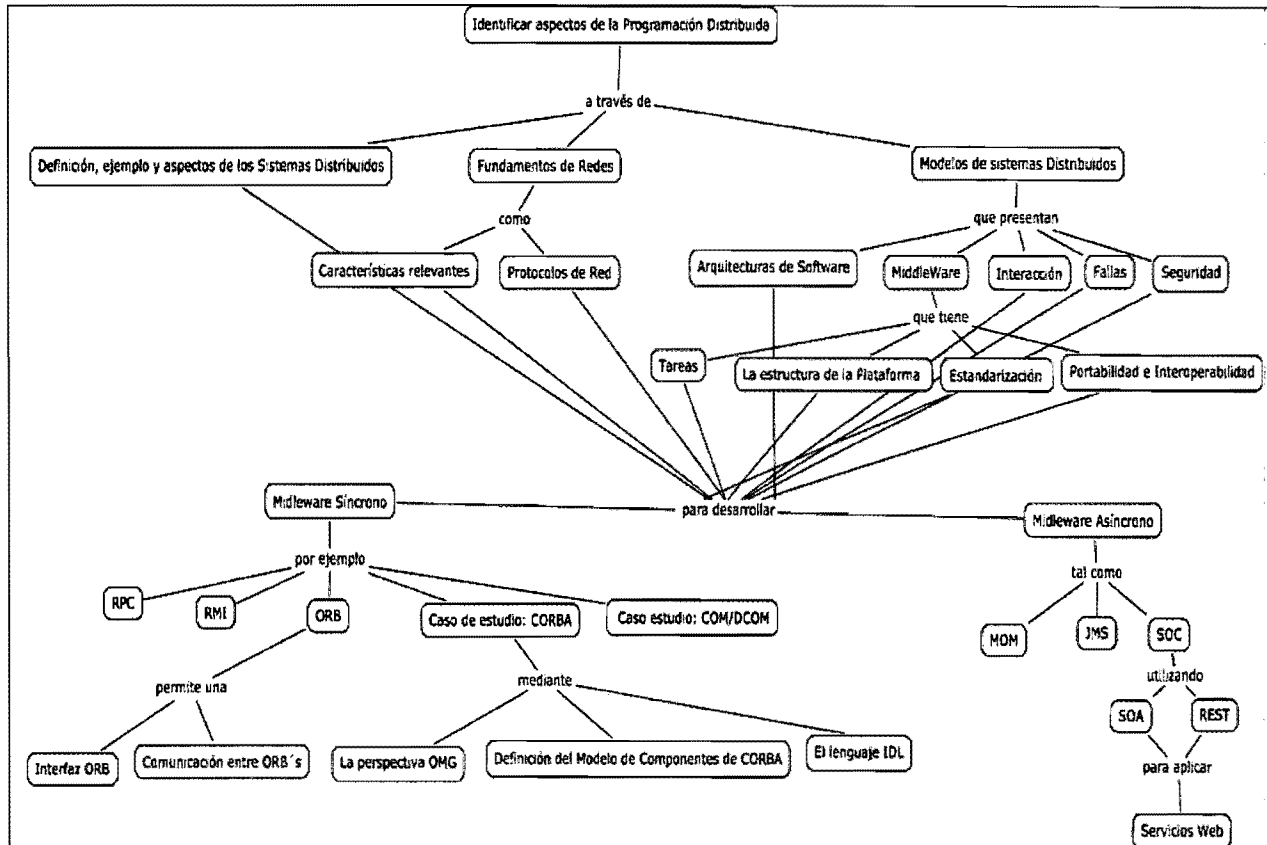 Identificar aspectos de la Programación Distribuida
a través de
Definición, ejemplo y aspectos de los Sistemas Distribuidos
Fundamentos de Redes
Modelos de sistemas Distribuidos
como
que presentan
Características relevantes
Protocolos de Red
Arquitecturas de Software
MiddleWare
Interacción
Fallas
Seguridad
que tiene
Tareas
La estructura de la Plataforma
Estandarización
Portabilidad e Interoperabilidad
Midleware Síncrono
para desarrollar
Midleware Asíncrono
por ejemplo
tal como
RPC
RMI
ORB
Caso de estudio: CORBA
Caso estudio: COM/DCOM
MOM
JMS
SOC
permite una
mediante
utilizando
SOA
REST
Interfaz ORB
Comunicación entre ORB´s
La perspectiva OMG
Definición del Modelo de Componentes de CORBA
El lenguaje IDL
para aplicar
Servicios Web